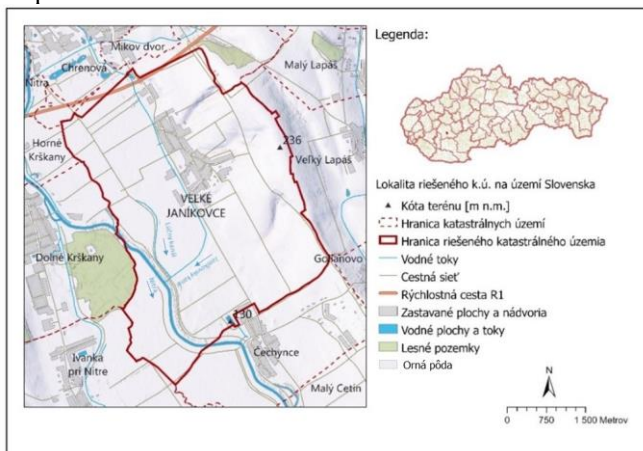 Mikov dvor
Chrenová
Nitra
Malý Lapáš
Horné
Krškany
236
Veľký Lapáš
VEĽKÉ
JANÍKOVCE
Dolné Krškany
Golianovo
130
Ivanka
pri Nitre
Čechynce
Malý Cetín
Legenda:
Lokalita riešeného k.ú. na území Slovenska
Kóta terénu [m n.m.]
Hranica katastrálnych území
Hranica riešeného katastrálneho územia
Vodné toky
Cestná sieť
Rýchlostná cesta R1
Zastavané plochy a nádvoria
Vodné plochy a toky
Lesné pozemky
Orná pôda
N
0 750 1 500 Metrov